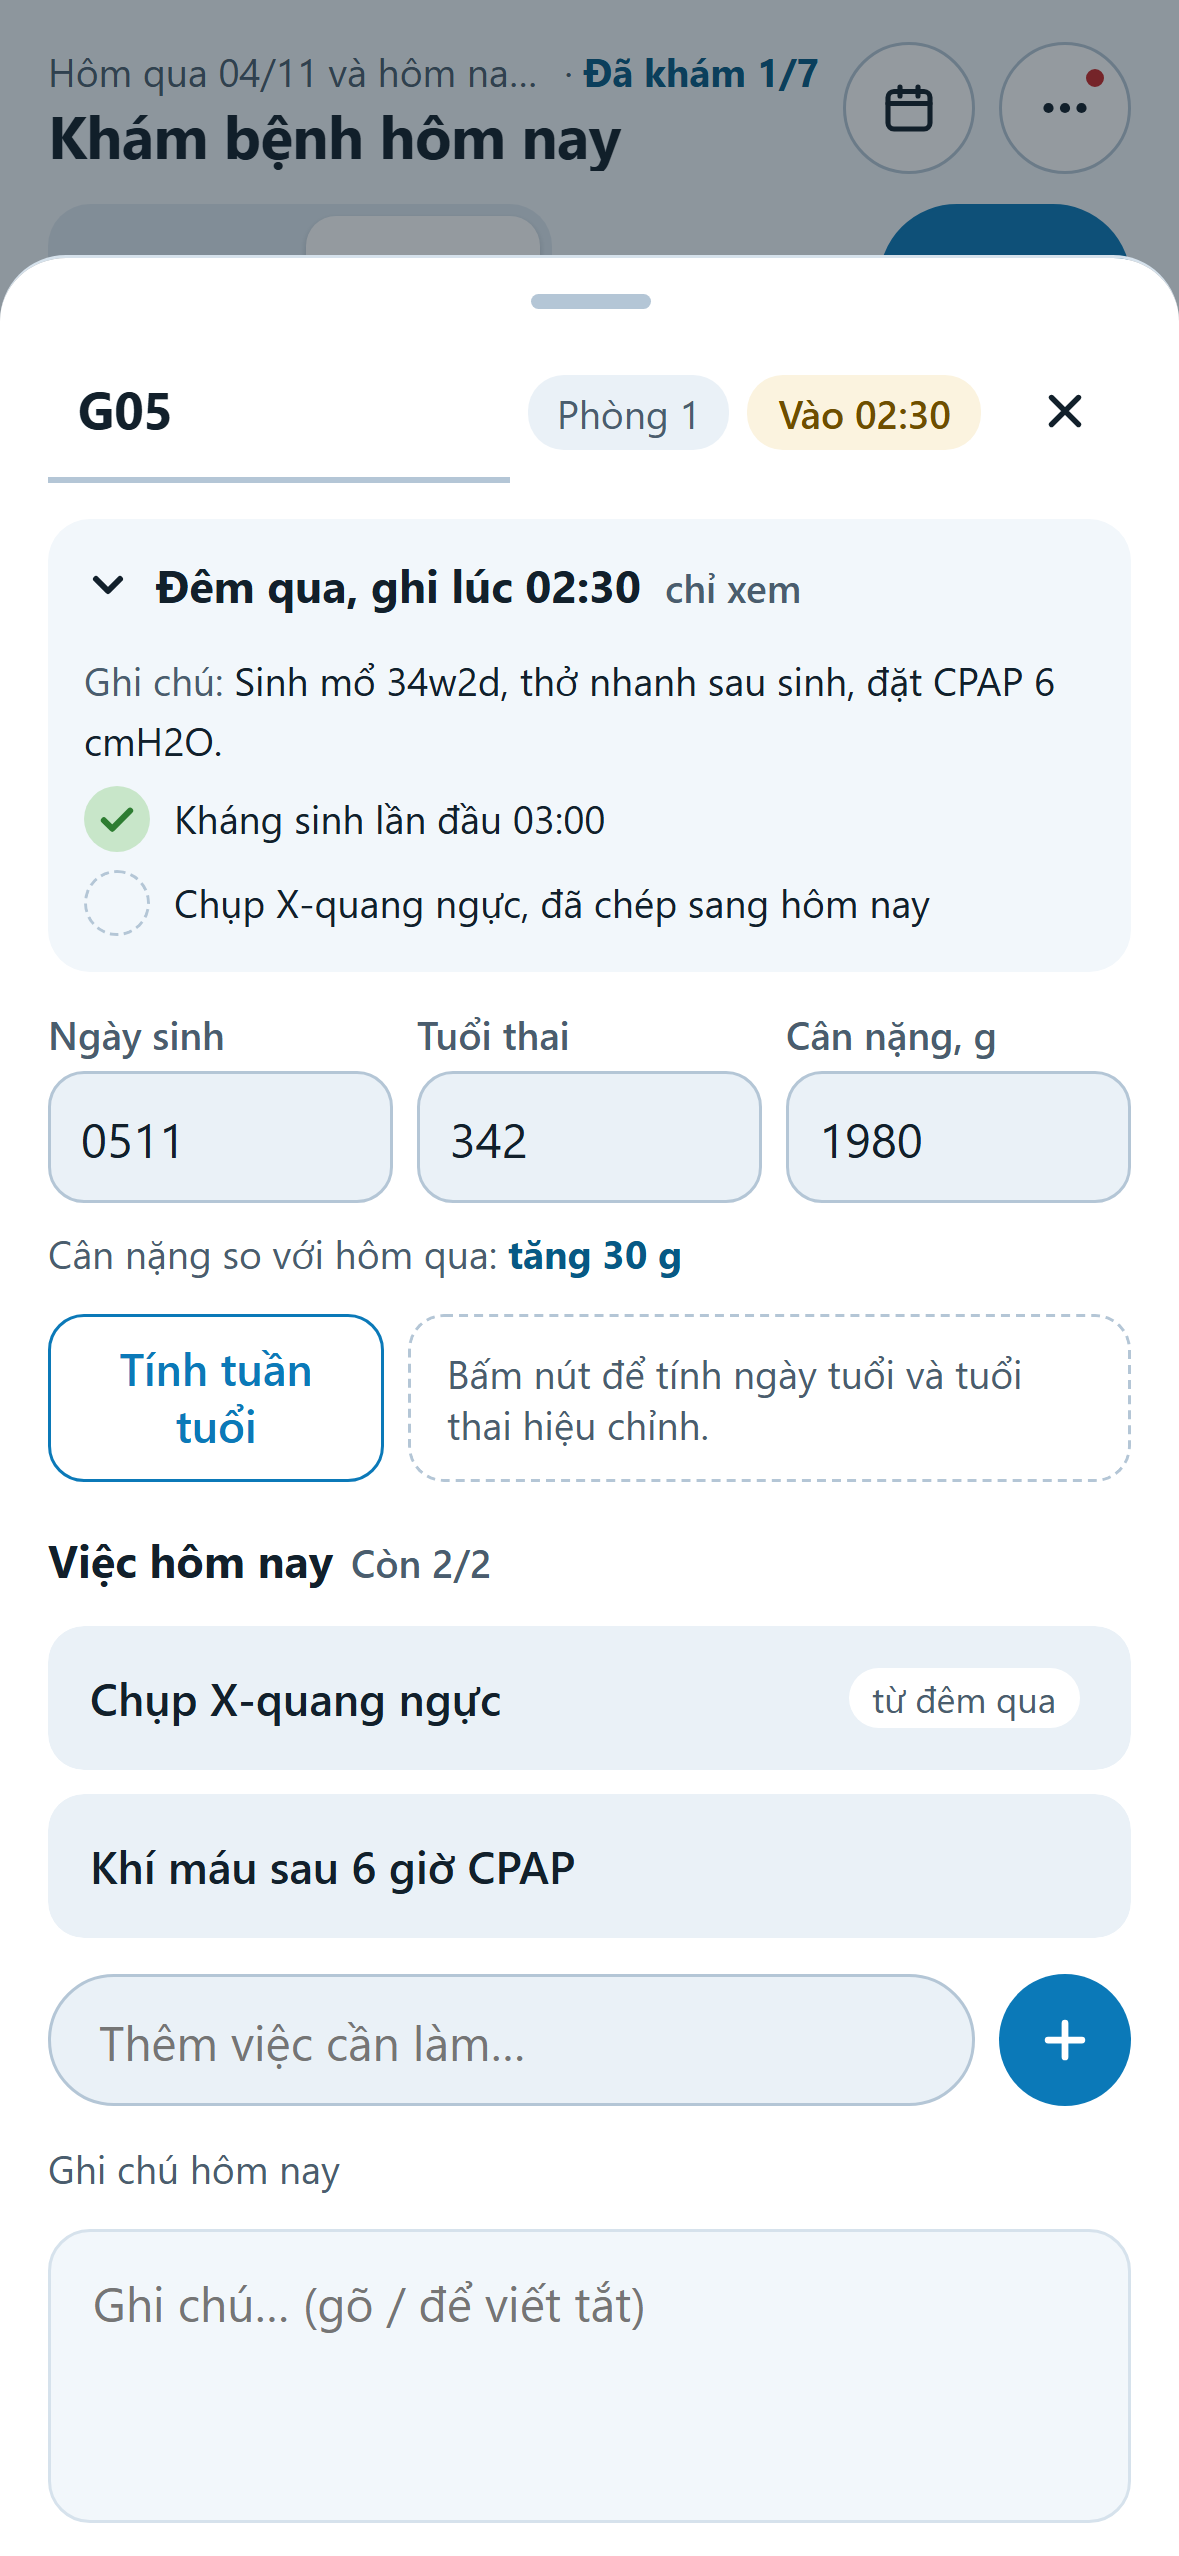 Hôm qua 04/11 và hôm na... · Đã khám 1/7
Khám bệnh hôm nay
G05
Phòng 1
Vào 02:30
Đêm qua, ghi lúc 02:30 chỉ xem
Ghi chú: Sinh mổ 34w2d, thở nhanh sau sinh, đặt CPAP 6
cmH2O.
Kháng sinh lần đầu 03:00
Chụp X-quang ngực, đã chép sang hôm nay
Ngày sinh
Tuổi thai
Cân nặng, g
0511
342
1980
Cân nặng so với hôm qua: tăng 30 g
Tính tuần
tuổi
Bấm nút để tính ngày tuổi và tuổi
thai hiệu chỉnh.
Việc hôm nay Còn 2/2
Chụp X-quang ngực
từ đêm qua
Khí máu sau 6 giờ CPAP
Thêm việc cần làm...
Ghi chú hôm nay
Ghi chú... (gõ / để viết tắt)